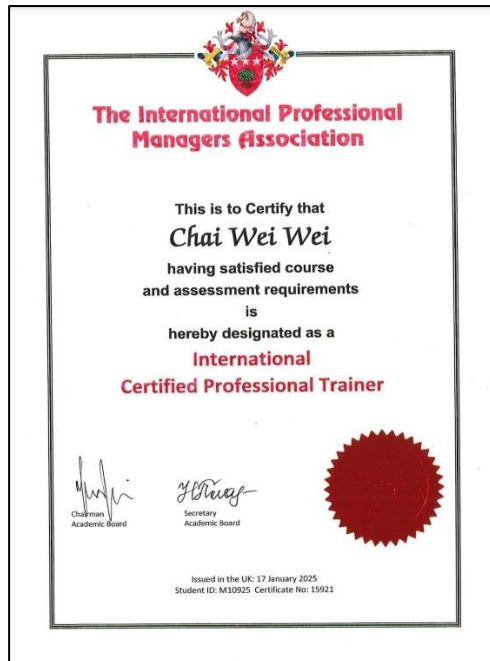 The International Professional
Managers Association
This is to Certify that
Chai Wei Wei
having satisfied course
and assessment requirements
is
hereby designated as a
International
Certified Professional Trainer
Chairman
Academic Board
Secretary
Academic Board
Issued in the UK: 17 January 2025
Student ID: M10925 Certificate No: 15921